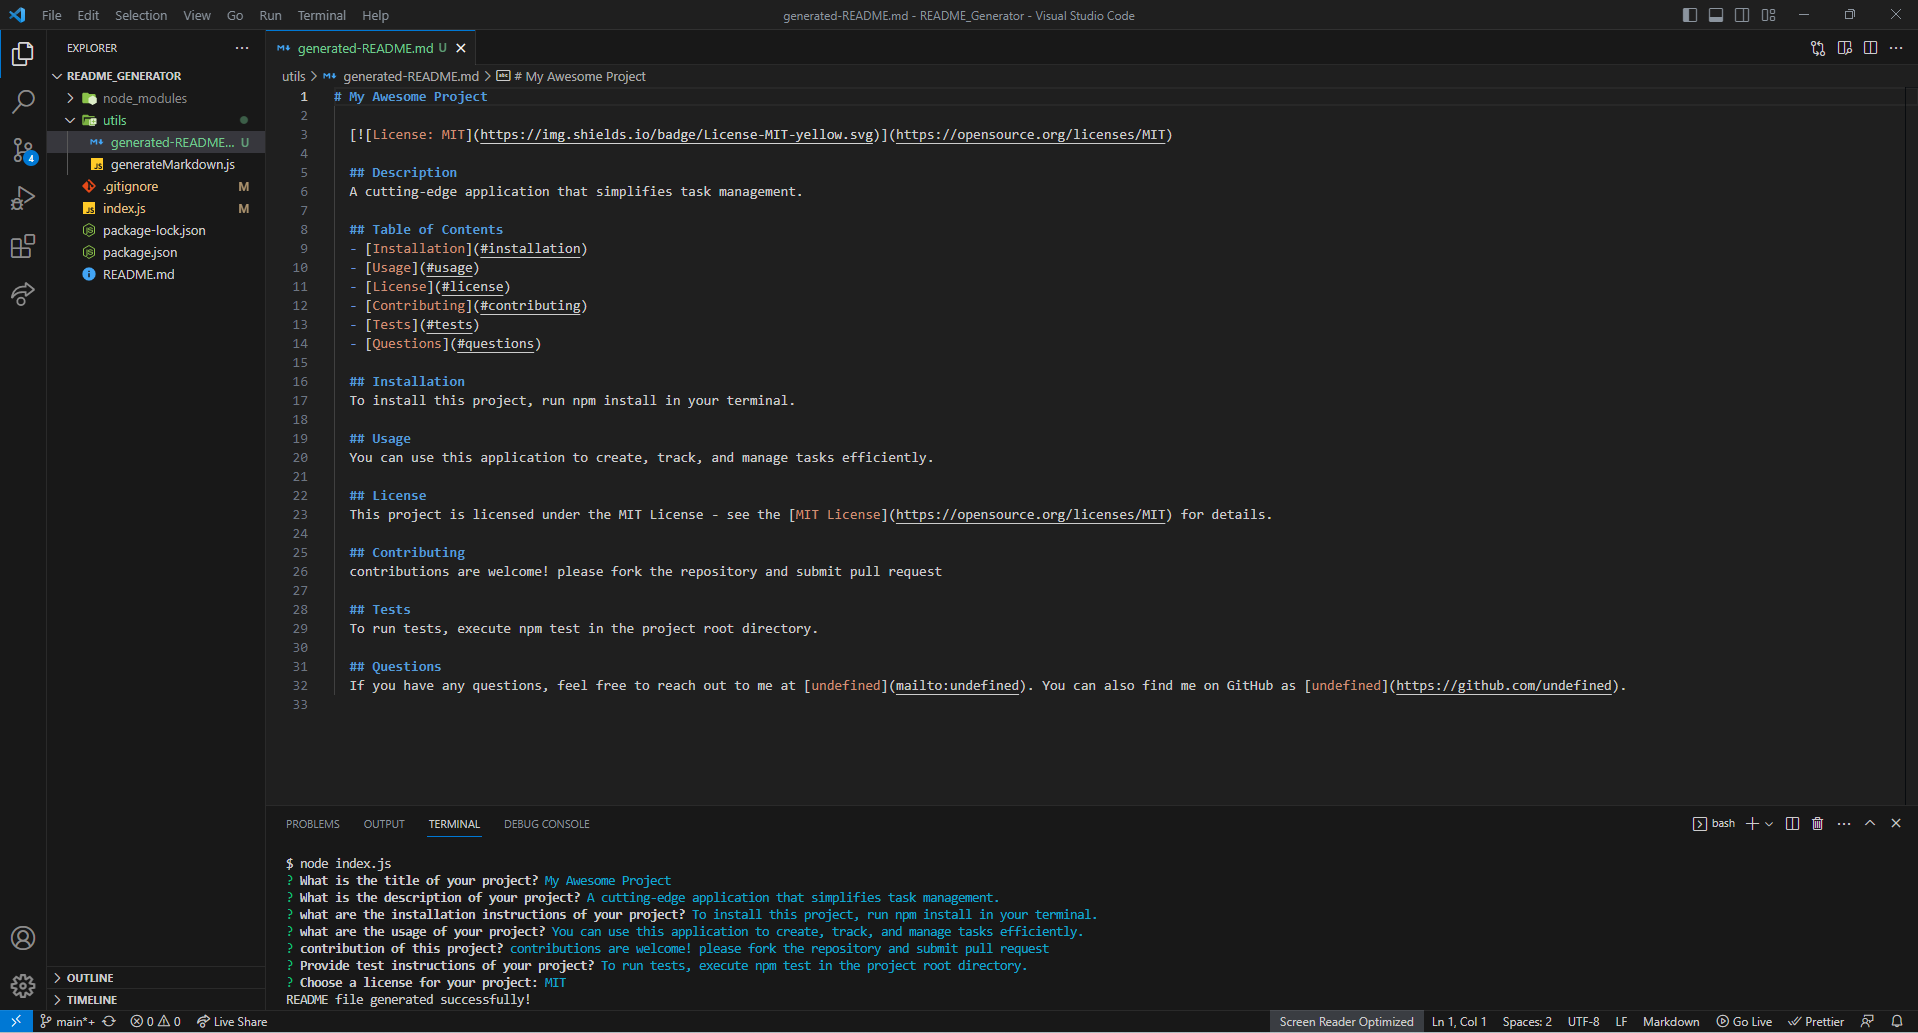 File Edit Selection View Go Run Terminal Help
generated-README.md - README_Generator - Visual Studio Code
EXPLORER
README_GENERATOR
node_modules
utils
generated-README... U
generateMarkdown.js
.gitignore M
index.js M
package-lock.json
package.json
README.md
OUTLINE
TIMELINE
4
generated-README.md U
utils > generated-README.md > # My Awesome Project
1 # My Awesome Project
2
3 [![License: MIT](https://img.shields.io/badge/License-MIT-yellow.svg)](https://opensource.org/licenses/MIT)
4
5 ## Description
6 A cutting-edge application that simplifies task management.
7
8 ## Table of Contents
9 - [Installation](#installation)
10 - [Usage](#usage)
11 - [License](#license)
12 - [Contributing](#contributing)
13 - [Tests](#tests)
14 - [Questions](#questions)
15
16 ## Installation
17 To install this project, run npm install in your terminal.
18
19 ## Usage
20 You can use this application to create, track, and manage tasks efficiently.
21
22 ## License
23 This project is licensed under the MIT License - see the [MIT License](https://opensource.org/licenses/MIT) for details.
24
25 ## Contributing
26 contributions are welcome! please fork the repository and submit pull request
27
28 ## Tests
29 To run tests, execute npm test in the project root directory.
30
31 ## Questions
32 If you have any questions, feel free to reach out to me at [undefined](mailto:undefined). You can also find me on GitHub as [undefined](https://github.com/undefined).
33
PROBLEMS OUTPUT TERMINAL DEBUG CONSOLE
bash
$ node index.js
? What is the title of your project? My Awesome Project
? What is the description of your project? A cutting-edge application that simplifies task management.
? what are the installation instructions of your project? To install this project, run npm install in your terminal.
? what are the usage of your project? You can use this application to create, track, and manage tasks efficiently.
? contribution of this project? contributions are welcome! please fork the repository and submit pull request
? Provide test instructions of your project? To run tests, execute npm test in the project root directory.
? Choose a license for your project: MIT
README file generated successfully!
main*+ 0 0 Live Share
Screen Reader Optimized Ln 1, Col 1 Spaces: 2 UTF-8 LF Markdown Go Live Prettier